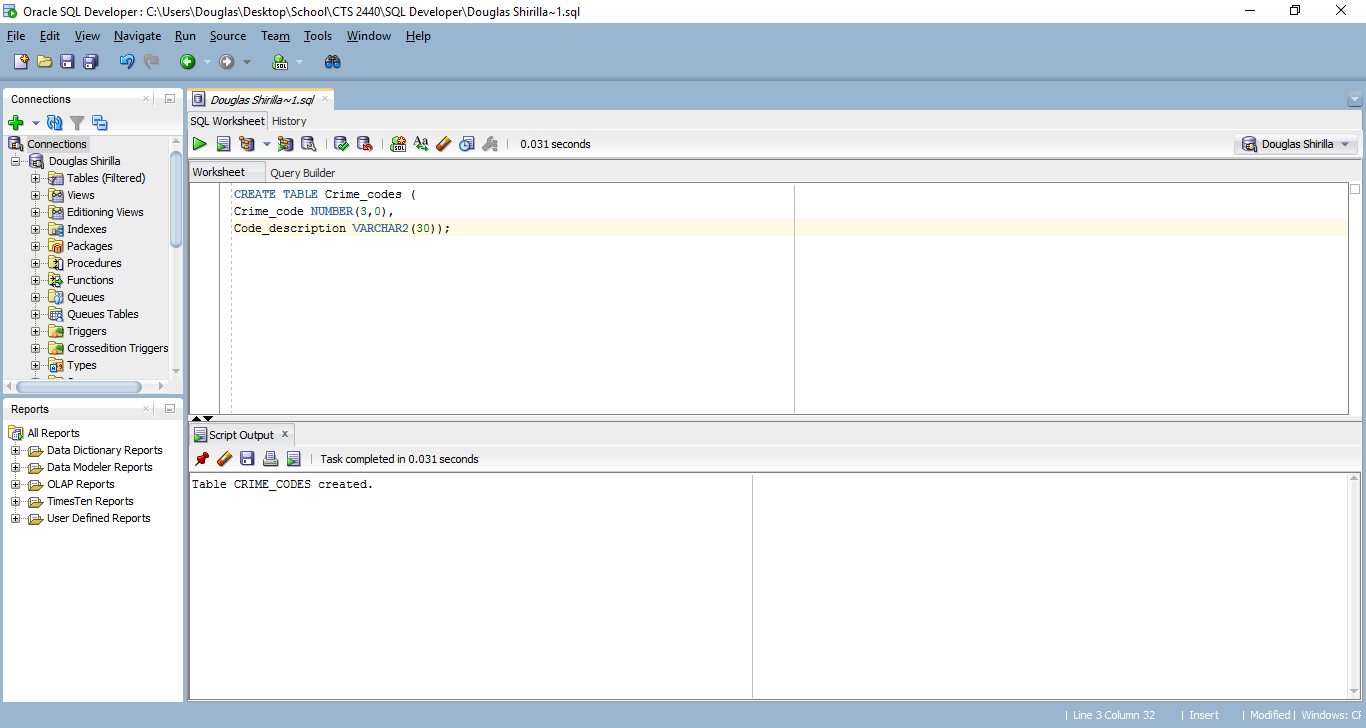 Oracle SQL Developer : C:\Users\Douglas\Desktop\School\CTS 2440\SQL Developer\Douglas Shirilla~1.sql
File Edit View Navigate Run Source Team Tools Window Help
Connections
Connections
Douglas Shirilla
Tables (Filtered)
Views
Editioning Views
Indexes
Packages
Procedures
Functions
Queues
Queues Tables
Triggers
Crossedition Triggers
Types
Reports
All Reports
Data Dictionary Reports
Data Modeler Reports
OLAP Reports
TimesTen Reports
User Defined Reports
Douglas Shirilla~1.sql
SQL Worksheet History
0.031 seconds
Douglas Shirilla
Worksheet Query Builder
CREATE TABLE Crime_codes (
Crime_code NUMBER(3,0),
Code_description VARCHAR2(30));
Script Output
Task completed in 0.031 seconds
Table CRIME_CODES created.
| Line 3 Column 32 | Insert | Modified | Windows: